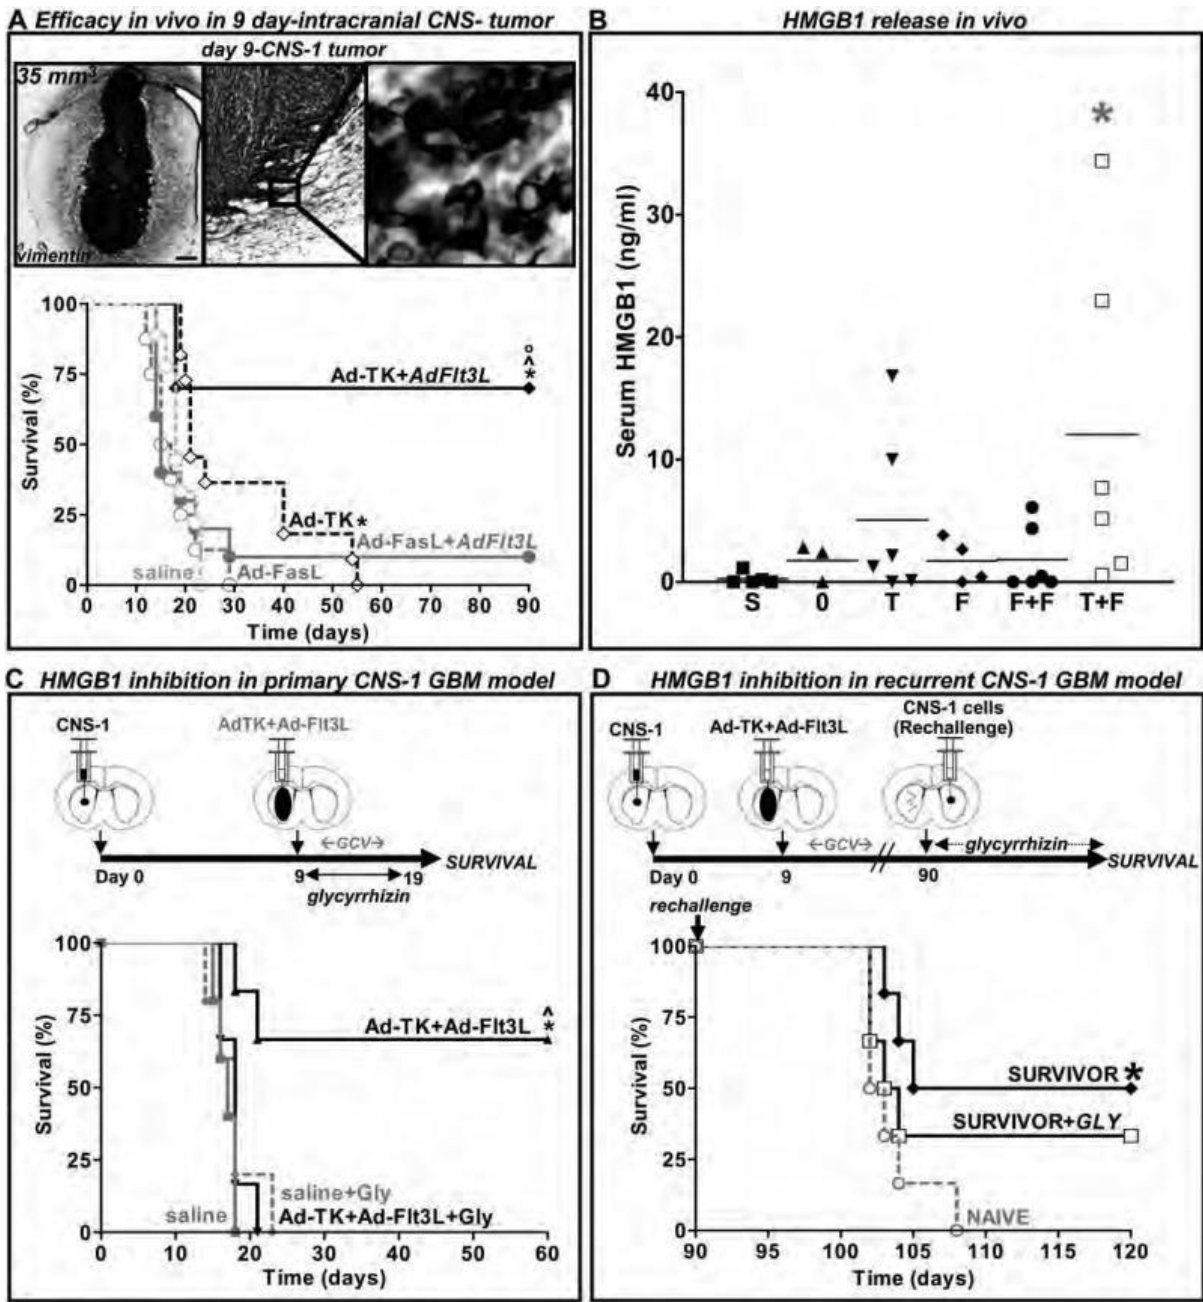 A Efficacy in vivo in 9 day-intracranial CNS- tumor
day 9-CNS-1 tumor
35 mm³
vimentin
Survival (%)
100
75
50
25
0
Ad-TK+AdFlt3L
°
^
*
Ad-TK*
Ad-FasL+AdFlt3L
saline
Ad-FasL
0 10 20 30 40 50 60 70 80 90
Time (days)
B HMGB1 release in vivo
Serum HMGB1 (ng/ml)
40
30
20
10
0
*
S 0 T F F+F T+F
C HMGB1 inhibition in primary CNS-1 GBM model
CNS-1
AdTK+Ad-Flt3L
←GCV→
SURVIVAL
Day 0 9 19
glycyrrhizin
Survival (%)
100
75
50
25
0
Ad-TK+Ad-Flt3L
^
*
saline+Gly
saline
Ad-TK+Ad-Flt3L+Gly
0 10 20 30 40 50 60
Time (days)
D HMGB1 inhibition in recurrent CNS-1 GBM model
CNS-1
Ad-TK+Ad-Flt3L
CNS-1 cells
(Rechallenge)
←GCV→
glycyrrhizin
SURVIVAL
Day 0 9 90
rechallenge
Survival (%)
100
75
50
25
0
SURVIVOR *
SURVIVOR+GLY
NAIVE
90 95 100 104 110 115 120
Time (days)